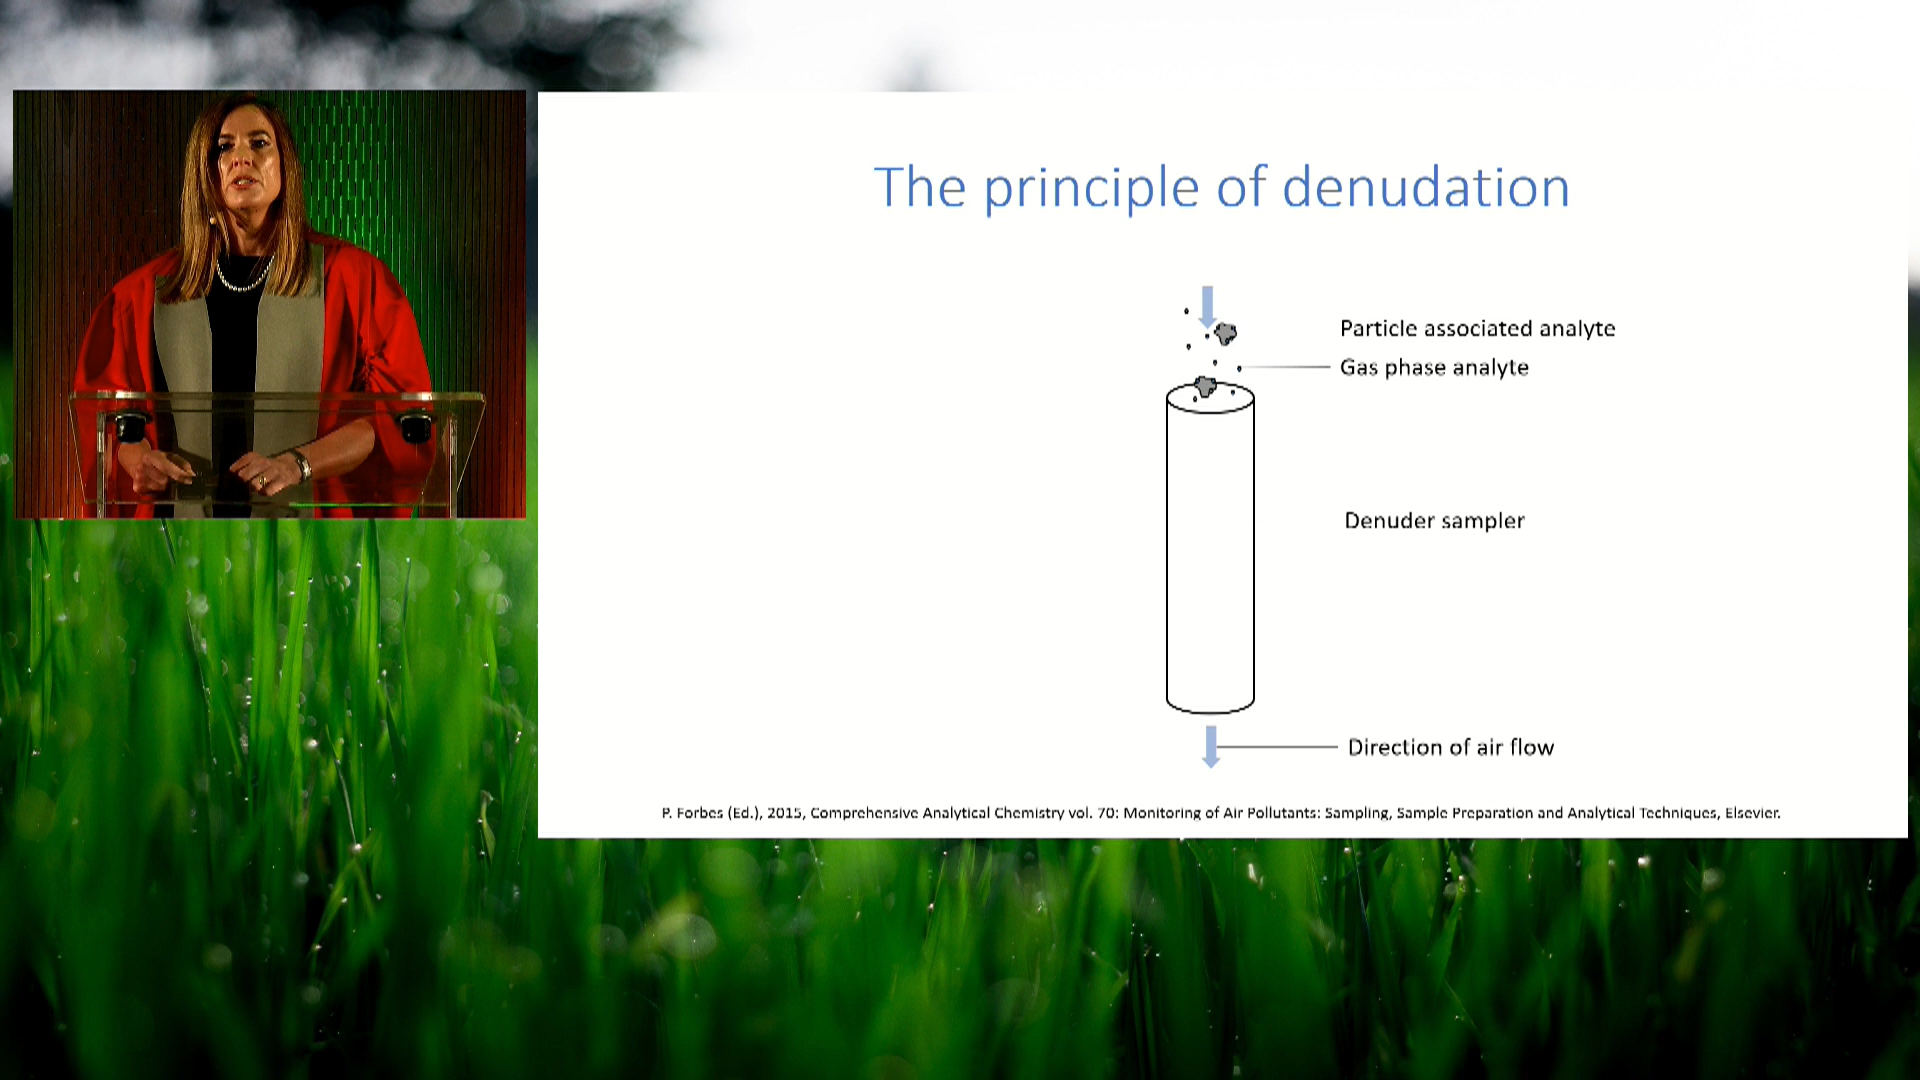 The principle of denudation
Particle associated analyte
Gas phase analyte
Denuder sampler
Direction of air flow
P. Forbes (Ed.), 2015, Comprehensive Analytical Chemistry vol. 70: Monitoring of Air Pollutants: Sampling, Sample Preparation and Analytical Techniques, Elsevier.